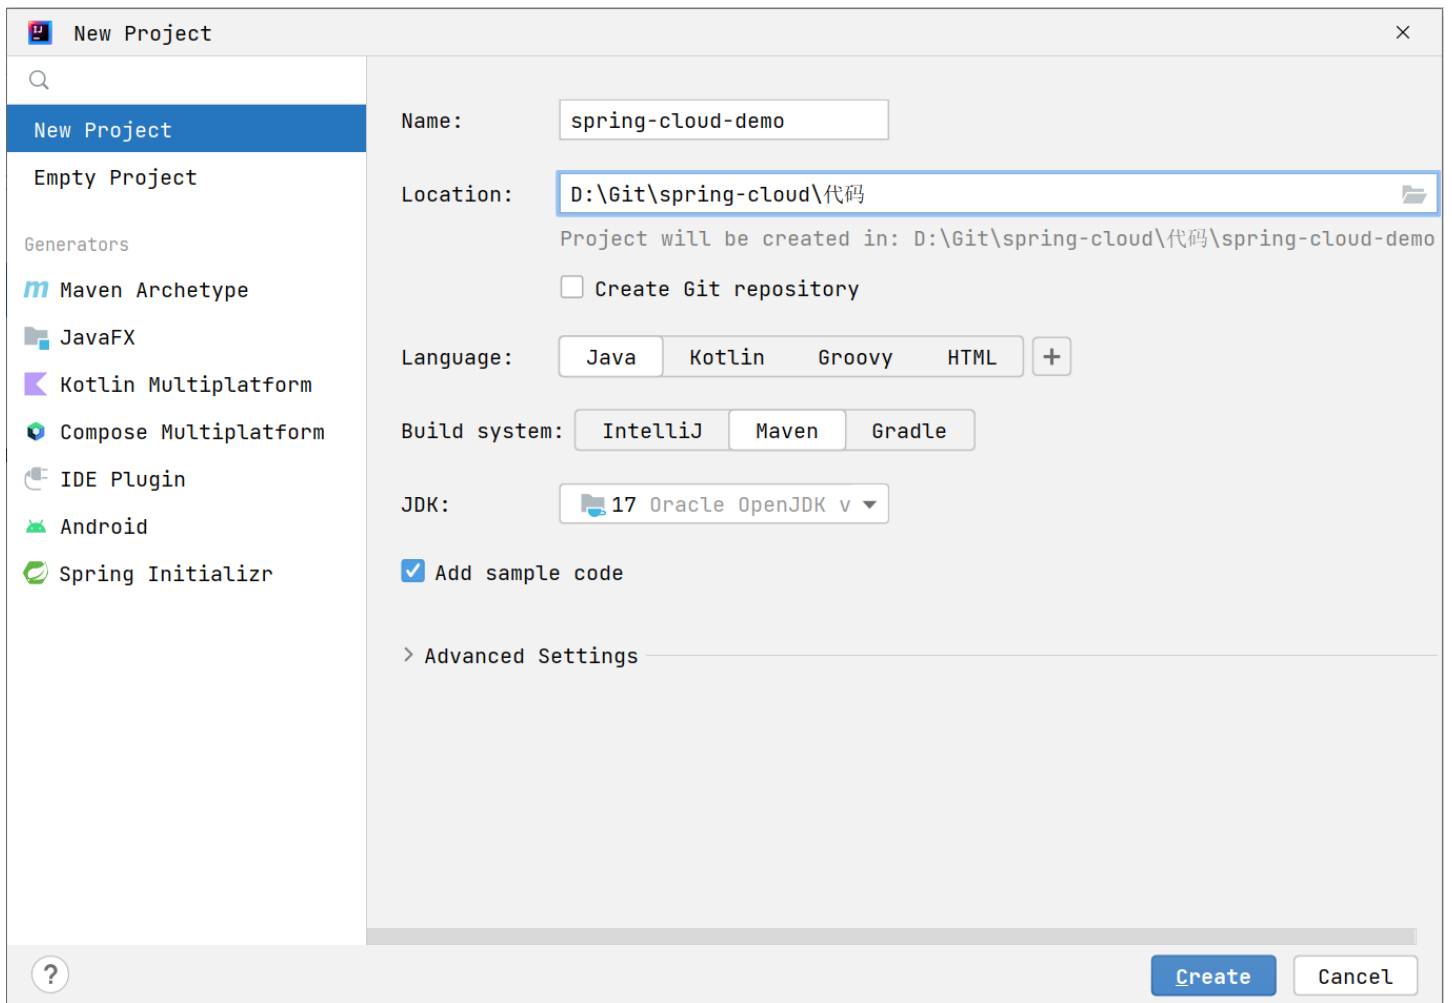 New Project
New Project
Empty Project
Generators
Maven Archetype
JavaFX
Kotlin Multiplatform
Compose Multiplatform
IDE Plugin
Android
Spring Initializr
Name: spring-cloud-demo
Location: D:\Git\spring-cloud\代码
Project will be created in: D:\Git\spring-cloud\代码\spring-cloud-demo
Create Git repository
Language: Java Kotlin Groovy HTML +
Build system: IntelliJ Maven Gradle
JDK: 17 Oracle OpenJDK v
Add sample code
Advanced Settings
? Create Cancel